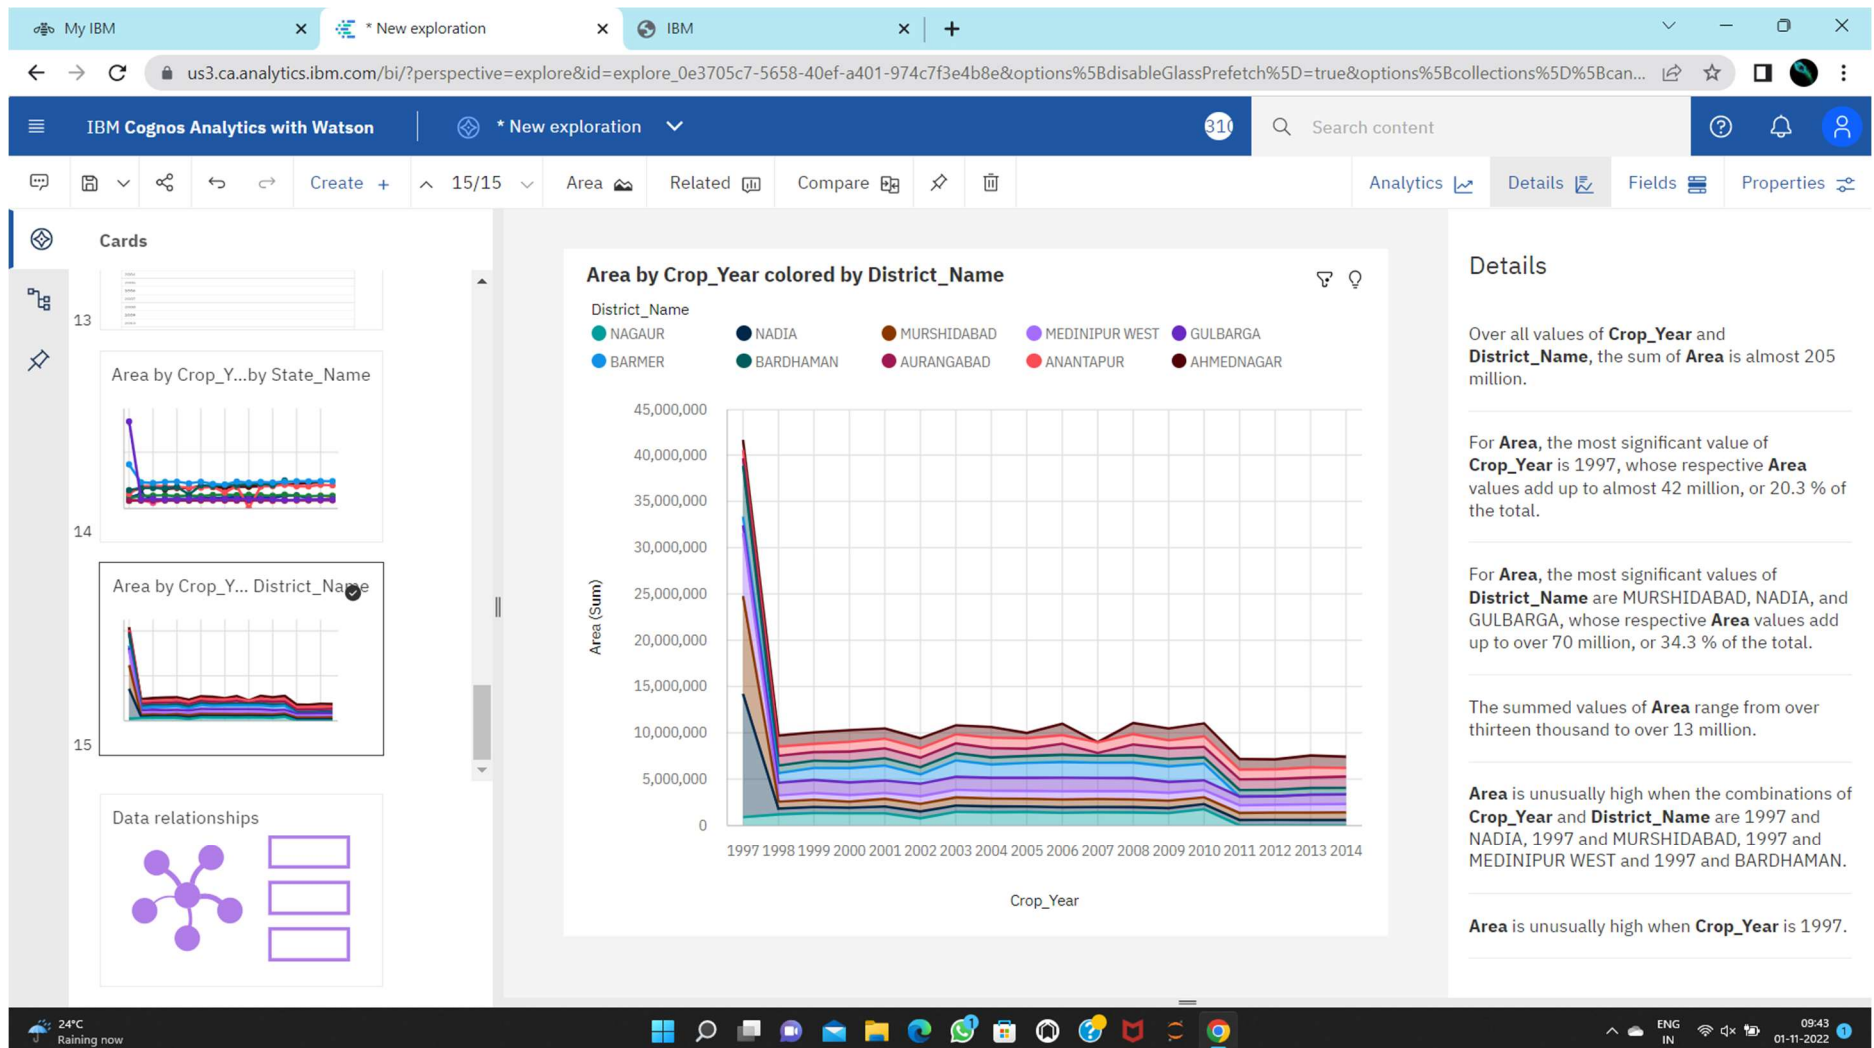 My IBM
* New exploration
IBM
us3.ca.analytics.ibm.com/bi/?perspective=explore&id=explore_0e3705c7-5658-40ef-a401-974c7f3e4b8e&options%5BdisableGlassPrefetch%5D=true&options%5Bcollections%5D%5Bcan...
IBM Cognos Analytics with Watson
* New exploration
310
Search content
Create +
15/15
Area
Related
Compare
Analytics
Details
Fields
Properties
Cards
13
Area by Crop_Y...by State_Name
14
Area by Crop_Y... District_Name
15
Data relationships
Area by Crop_Year colored by District_Name
District_Name
NAGAUR NADIA MURSHIDABAD MEDINIPUR WEST GULBARGA
BARMER BARDHAMAN AURANGABAD ANANTAPUR AHMEDNAGAR
45,000,000
40,000,000
35,000,000
30,000,000
25,000,000
20,000,000
15,000,000
10,000,000
5,000,000
0
Area (Sum)
1997 1998 1999 2000 2001 2002 2003 2004 2005 2006 2007 2008 2009 2010 2011 2012 2013 2014
Crop_Year
Details
Over all values of Crop_Year and
District_Name, the sum of Area is almost 205
million.
For Area, the most significant value of
Crop_Year is 1997, whose respective Area
values add up to almost 42 million, or 20.3 % of
the total.
For Area, the most significant values of
District_Name are MURSHIDABAD, NADIA, and
GULBARGA, whose respective Area values add
up to over 70 million, or 34.3 % of the total.
The summed values of Area range from over
thirteen thousand to over 13 million.
Area is unusually high when the combinations of
Crop_Year and District_Name are 1997 and
NADIA, 1997 and MURSHIDABAD, 1997 and
MEDINIPUR WEST and 1997 and BARDHAMAN.
Area is unusually high when Crop_Year is 1997.
24°C
Raining now
1
ENG
IN
09:43
01-11-2022
1